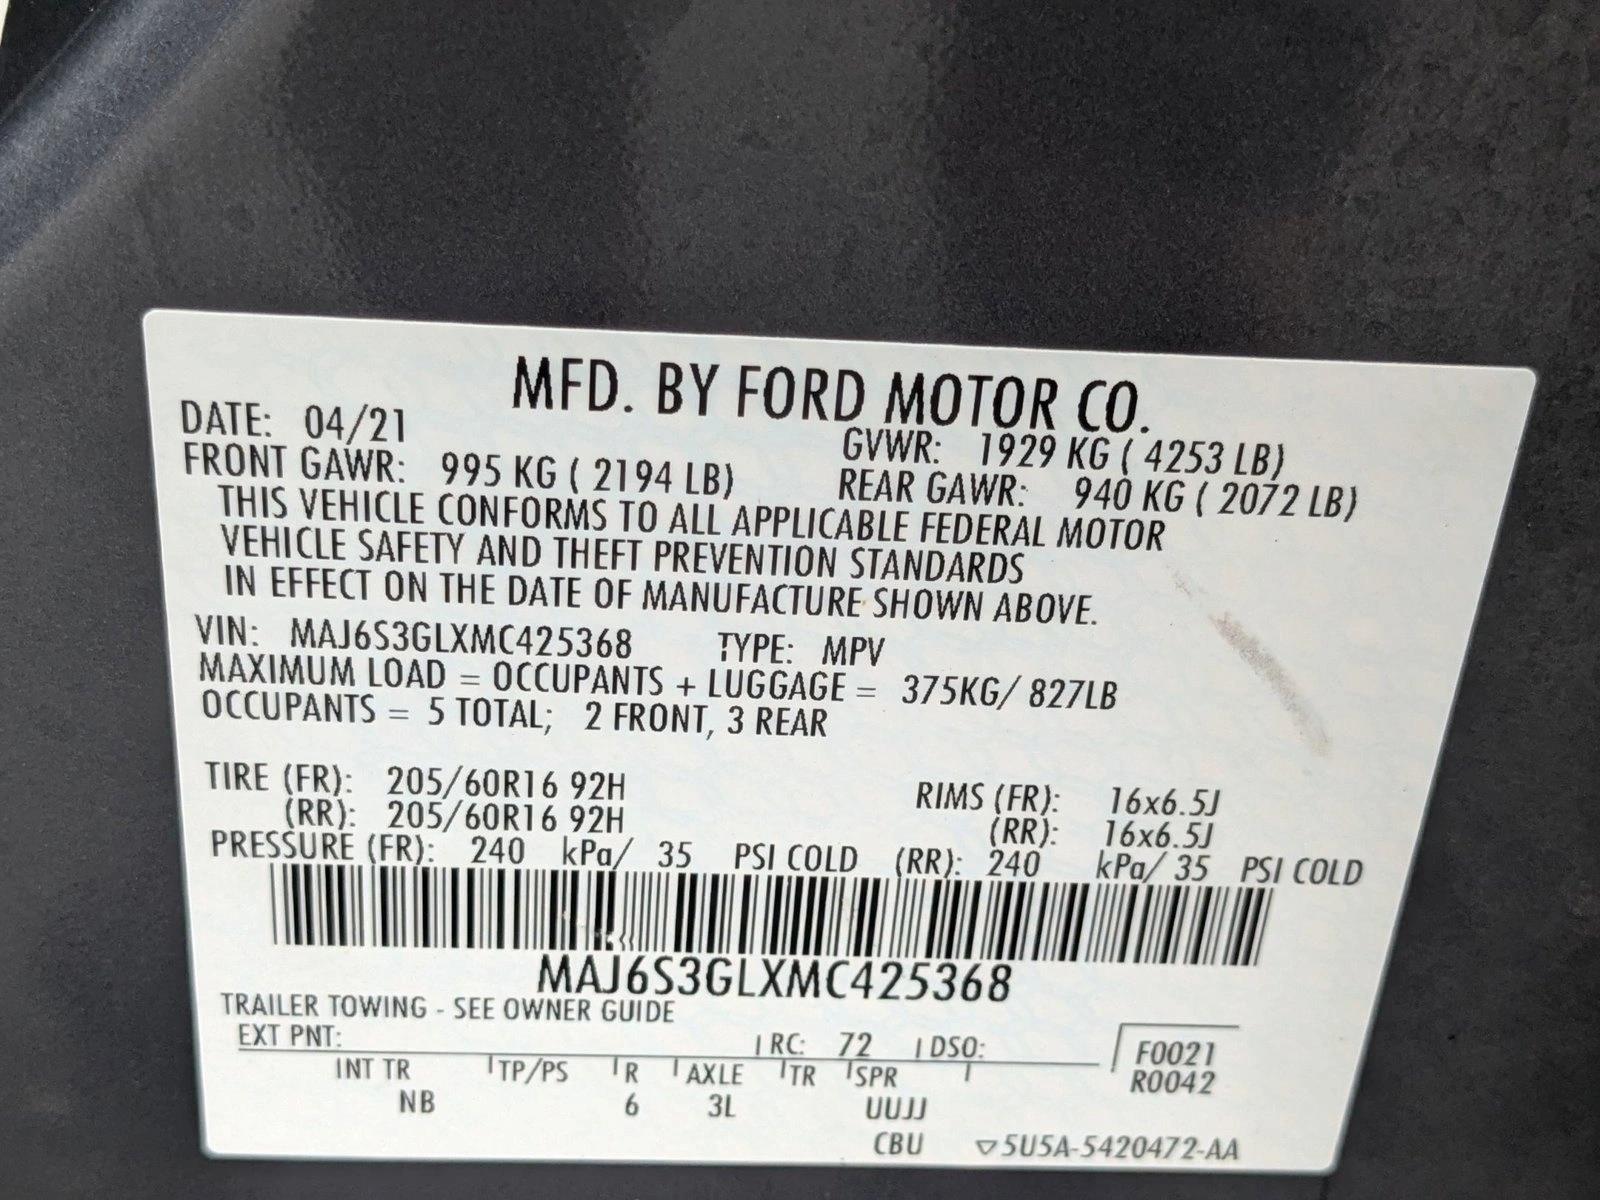 MFD. BY FORD MOTOR CO.
DATE: 04/21 GVWR: 1929 KG ( 4253 LB)
FRONT GAWR: 995 KG ( 2194 LB) REAR GAWR: 940 KG ( 2072 LB)
THIS VEHICLE CONFORMS TO ALL APPLICABLE FEDERAL MOTOR
VEHICLE SAFETY AND THEFT PREVENTION STANDARDS
IN EFFECT ON THE DATE OF MANUFACTURE SHOWN ABOVE.
VIN: MAJ6S3GLXMC425368 TYPE: MPV
MAXIMUM LOAD = OCCUPANTS + LUGGAGE = 375KG/ 827LB
OCCUPANTS = 5 TOTAL; 2 FRONT, 3 REAR
TIRE (FR): 205/60R16 92H RIMS (FR): 16x6.5J
(RR): 205/60R16 92H (RR): 16x6.5J
PRESSURE (FR): 240 kPa/ 35 PSI COLD (RR): 240 kPa/ 35 PSI COLD
MAJ6S3GLXMC425368
TRAILER TOWING - SEE OWNER GUIDE
EXT PNT: RC: 72 DSO: F0021
R0042
INT TR TP/PS R AXLE TR SPR
NB 6 3L UUJJ
CBU ▽5U5A-5420472-AA